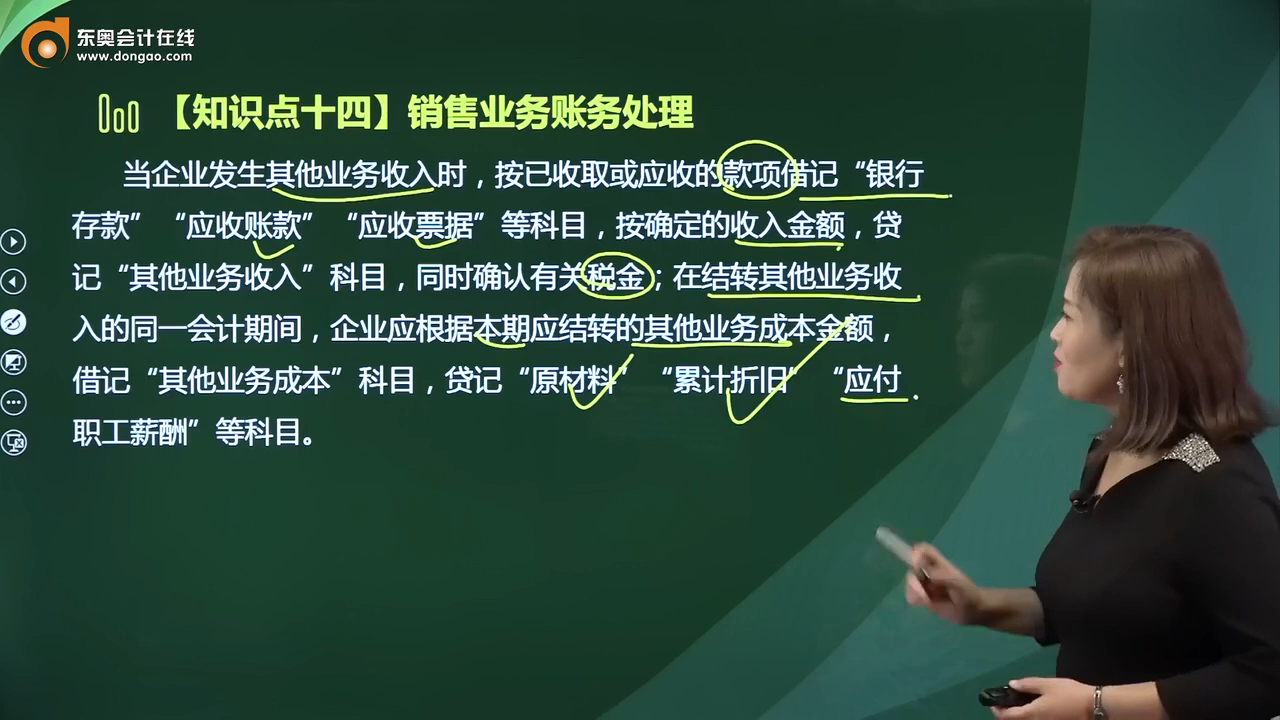 东奥会计在线
www.dongao.com
【知识点十四】销售业务账务处理
当企业发生其他业务收入时，按已收取或应收的款项借记“银行
存款”“应收账款”“应收票据”等科目，按确定的收入金额，贷
记“其他业务收入”科目，同时确认有关税金；在结转其他业务收
入的同一会计期间，企业应根据本期应结转的其他业务成本金额，
借记“其他业务成本”科目，贷记“原材料”“累计折旧”“应付
职工薪酬”等科目。